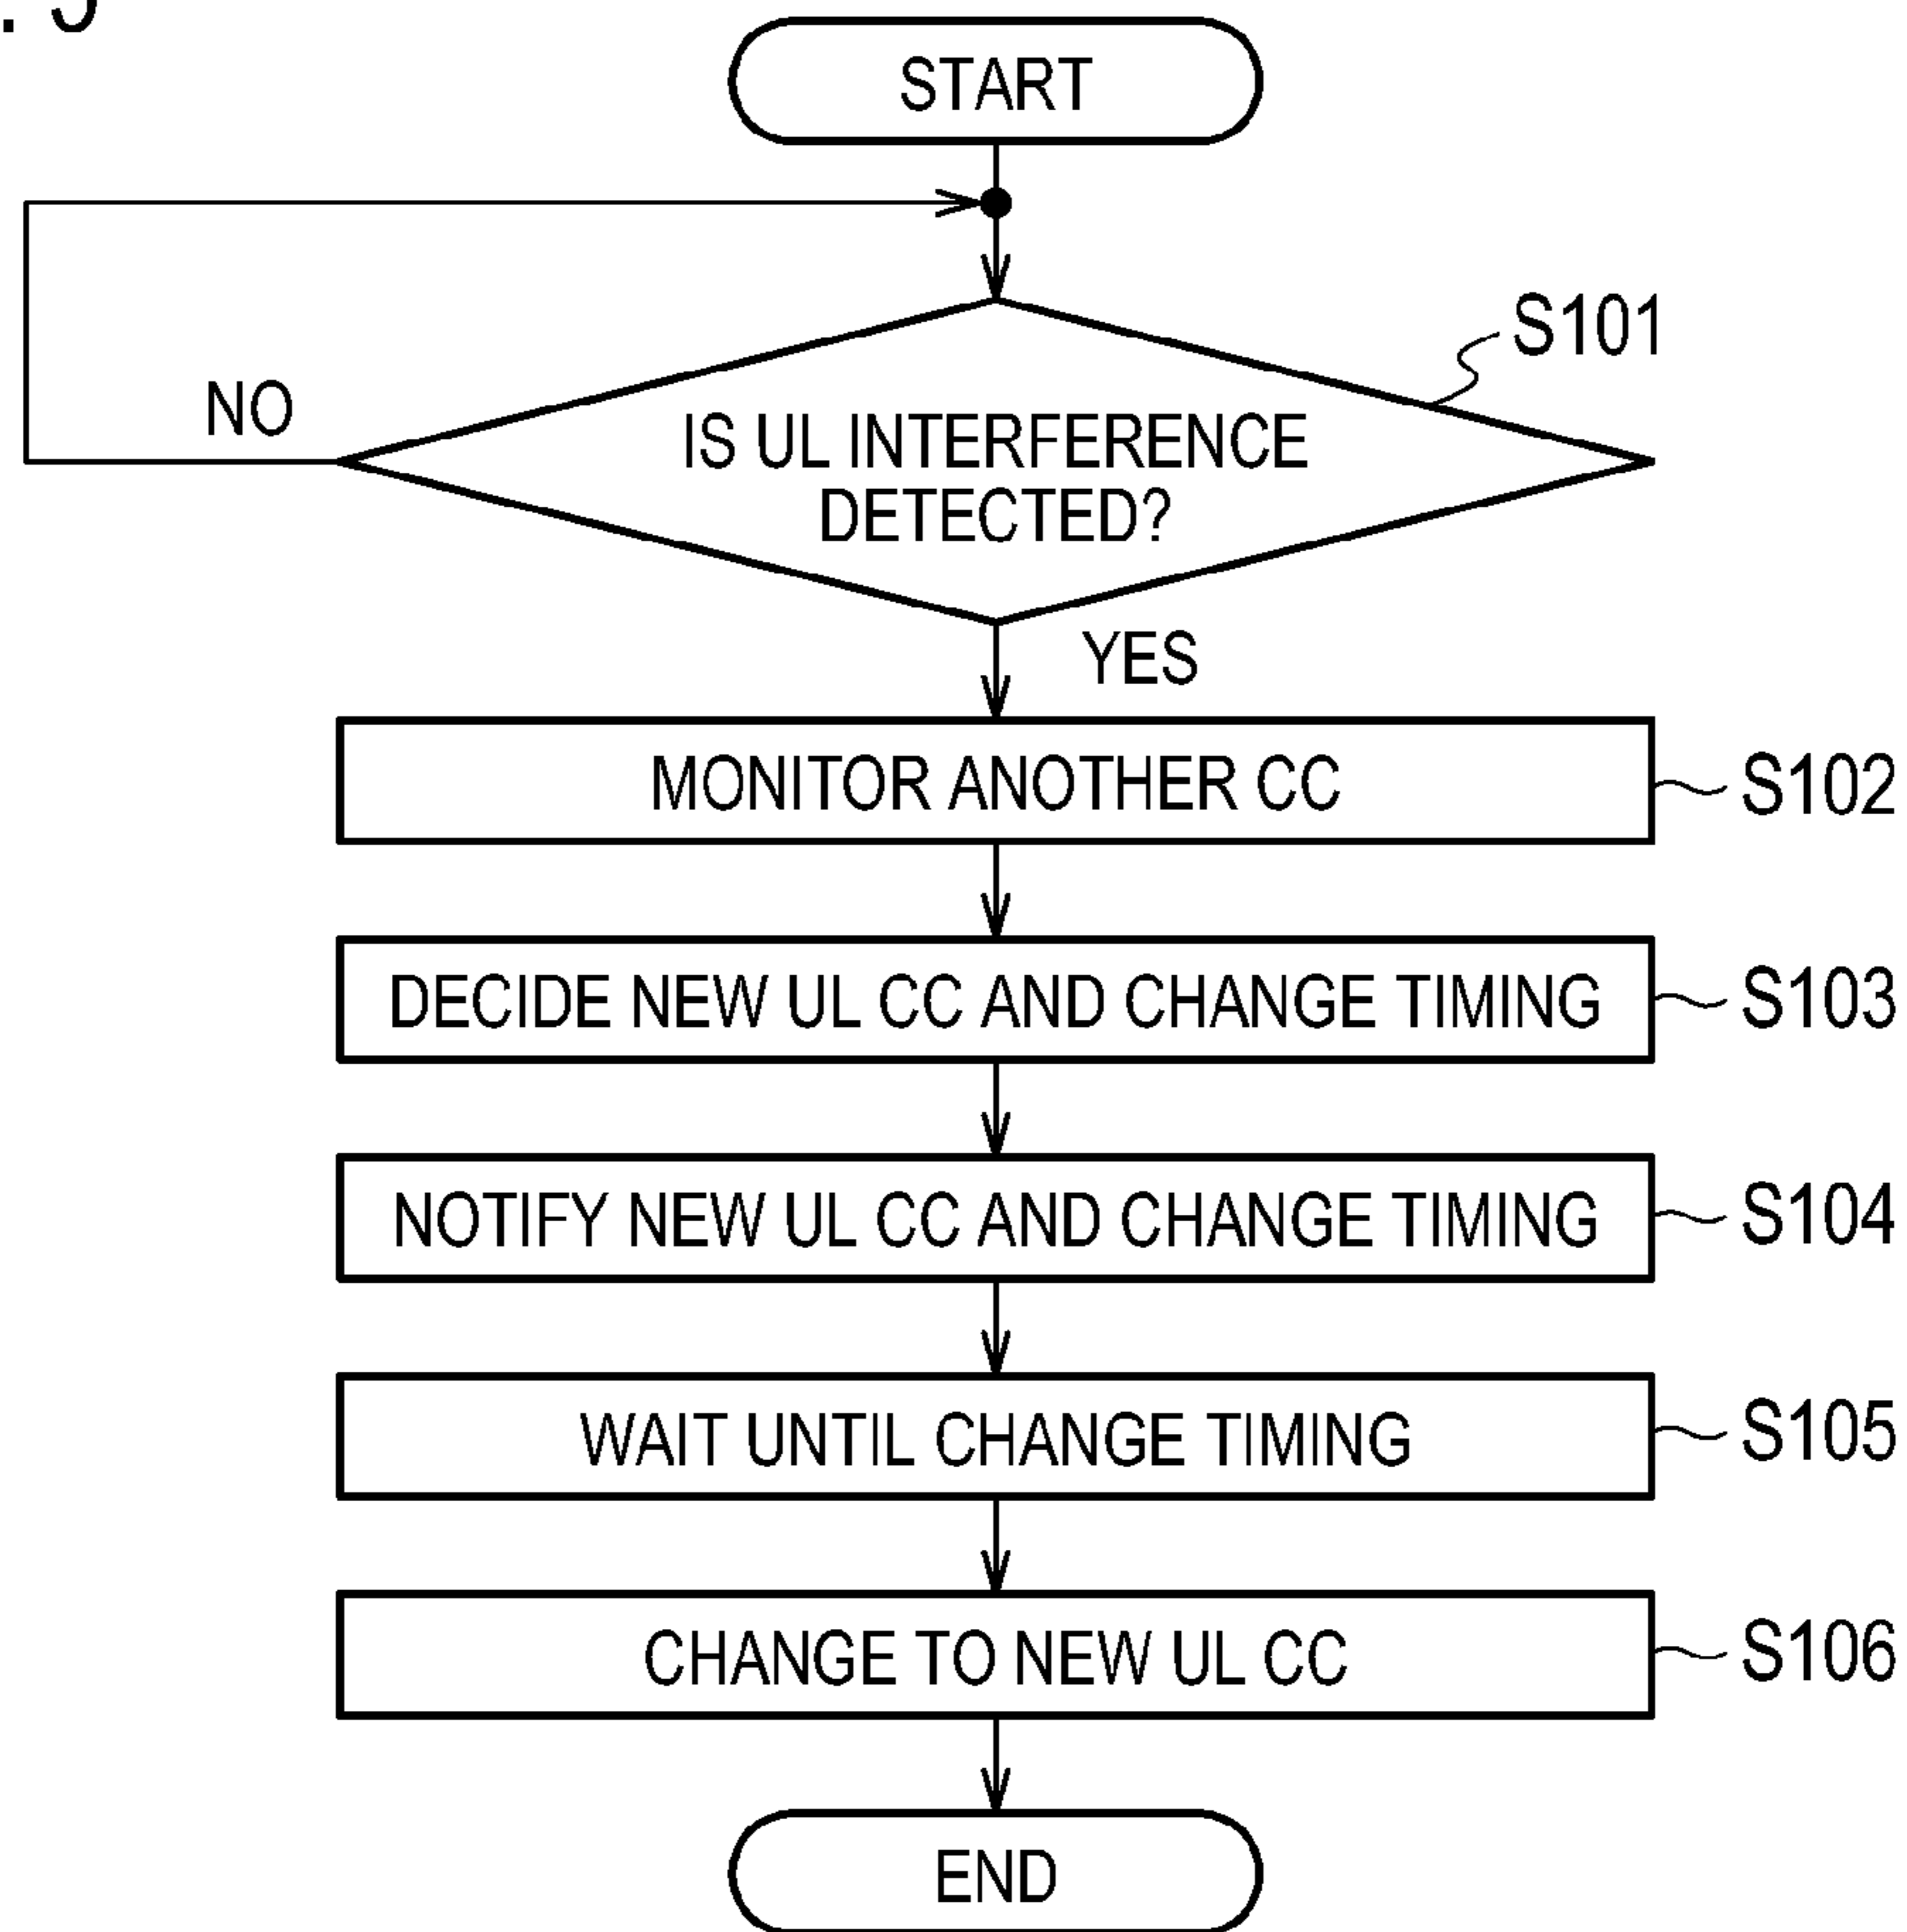 START
S101
NO
IS UL INTERFERENCE
DETECTED?
YES
MONITOR ANOTHER CC
S102
DECIDE NEW UL CC AND CHANGE TIMING
S103
NOTIFY NEW UL CC AND CHANGE TIMING
S104
WAIT UNTIL CHANGE TIMING
S105
CHANGE TO NEW UL CC
S106
END